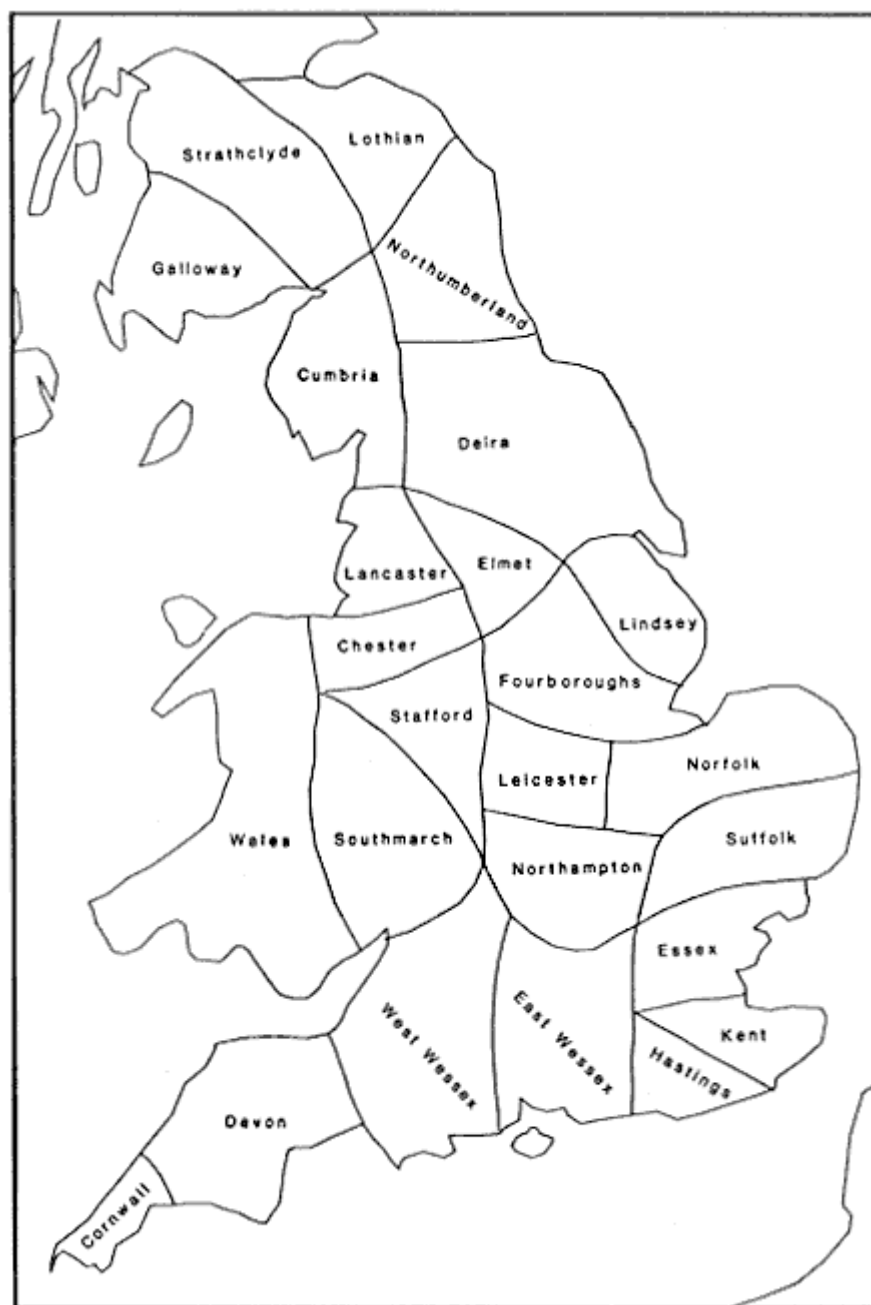 Lothian
Strathclyde
Galloway
Northumberland
Cumbria
Deira
Elmet
Lancaster
Lindsey
Chester
Fourboroughs
Stafford
Norfolk
Leicester
Wales
Southmarch
Suffolk
Northampton
Essex
West Wessex
East Wessex
Kent
Hastings
Devon
Cornwall